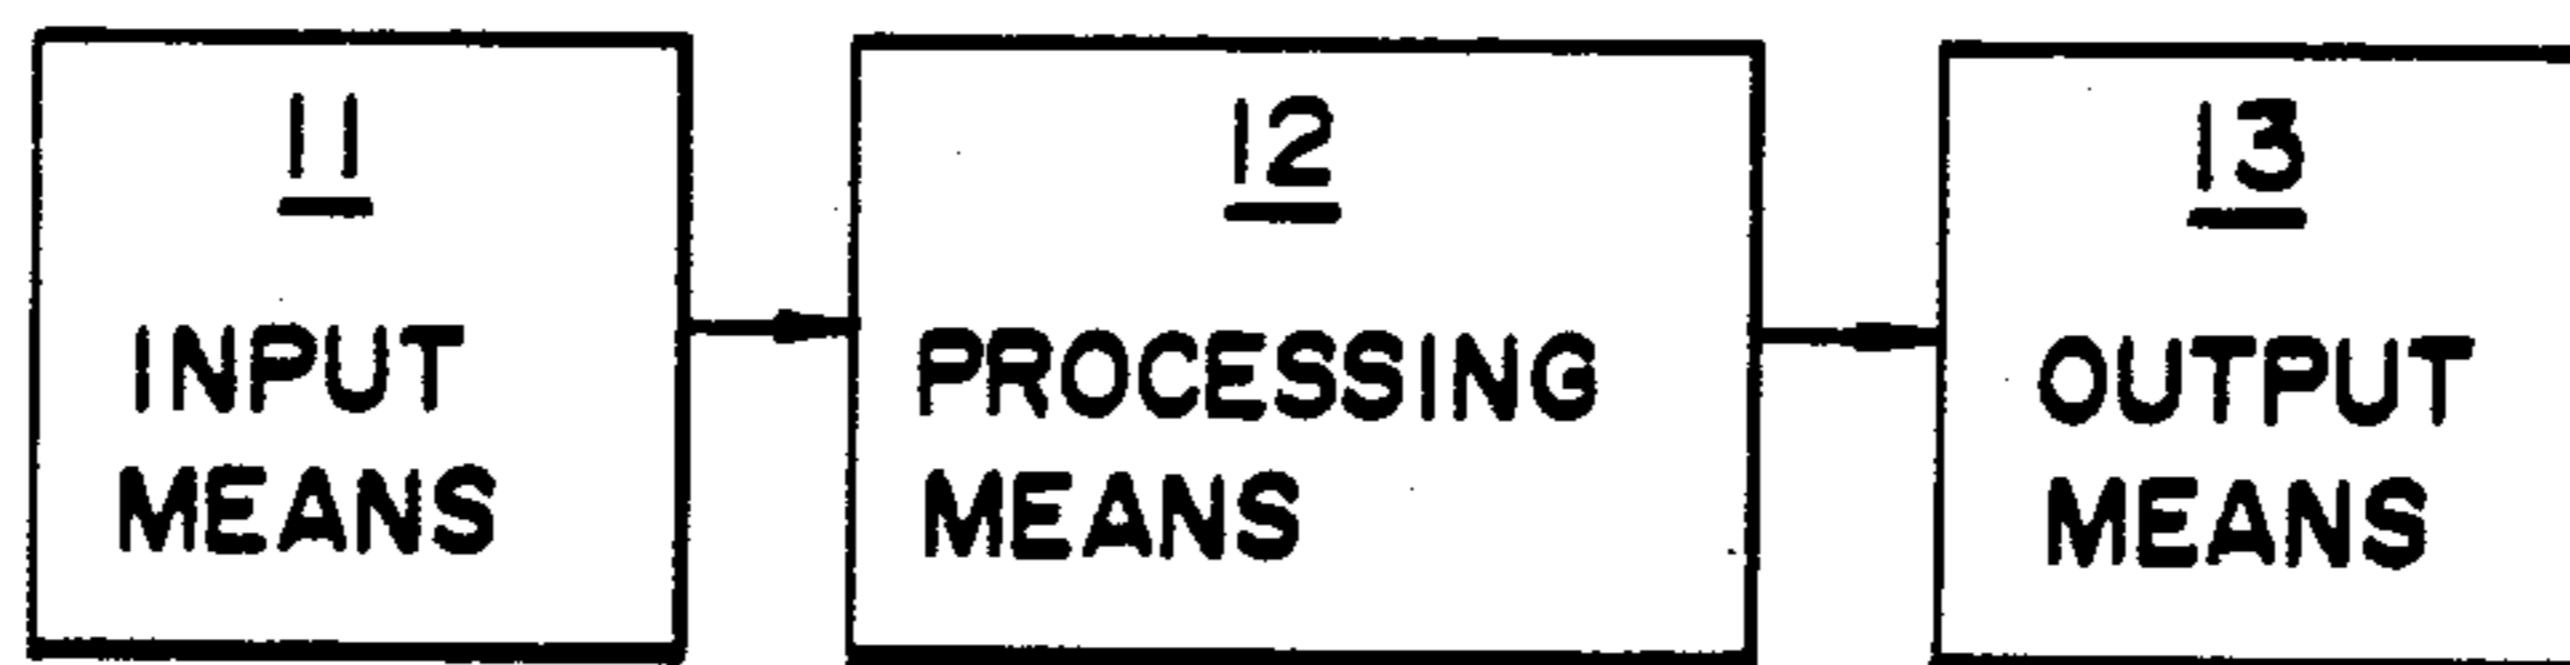 11
INPUT
MEANS
12
PROCESSING
MEANS
13
OUTPUT
MEANS